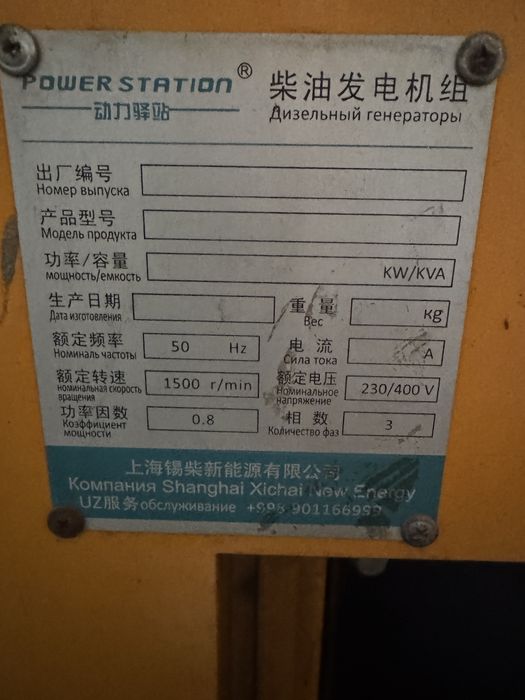 POWER STATION ®
动力驿站
柴油发电机组
Дизельный генераторы
出厂编号
Номер выпуска
产品型号
Модель продукта
功率/容量
мощность/емкость
KW/KVA
生产日期
Дата изготовления
重量
Вес
Kg
额定频率
Номиналь частоты
50 Hz
电流
Сила тока
A
额定转速
номинальная скорость
вращения
1500 r/min
额定电压
Номинальное
напряжение
230/400 V
功率因数
Коэффициент
мощности
0.8
相数
Количество фаз
3
上海锡柴新能源有限公司
Компания Shanghai Xichai New Energy
UZ服务 обслуживание +998 901166999